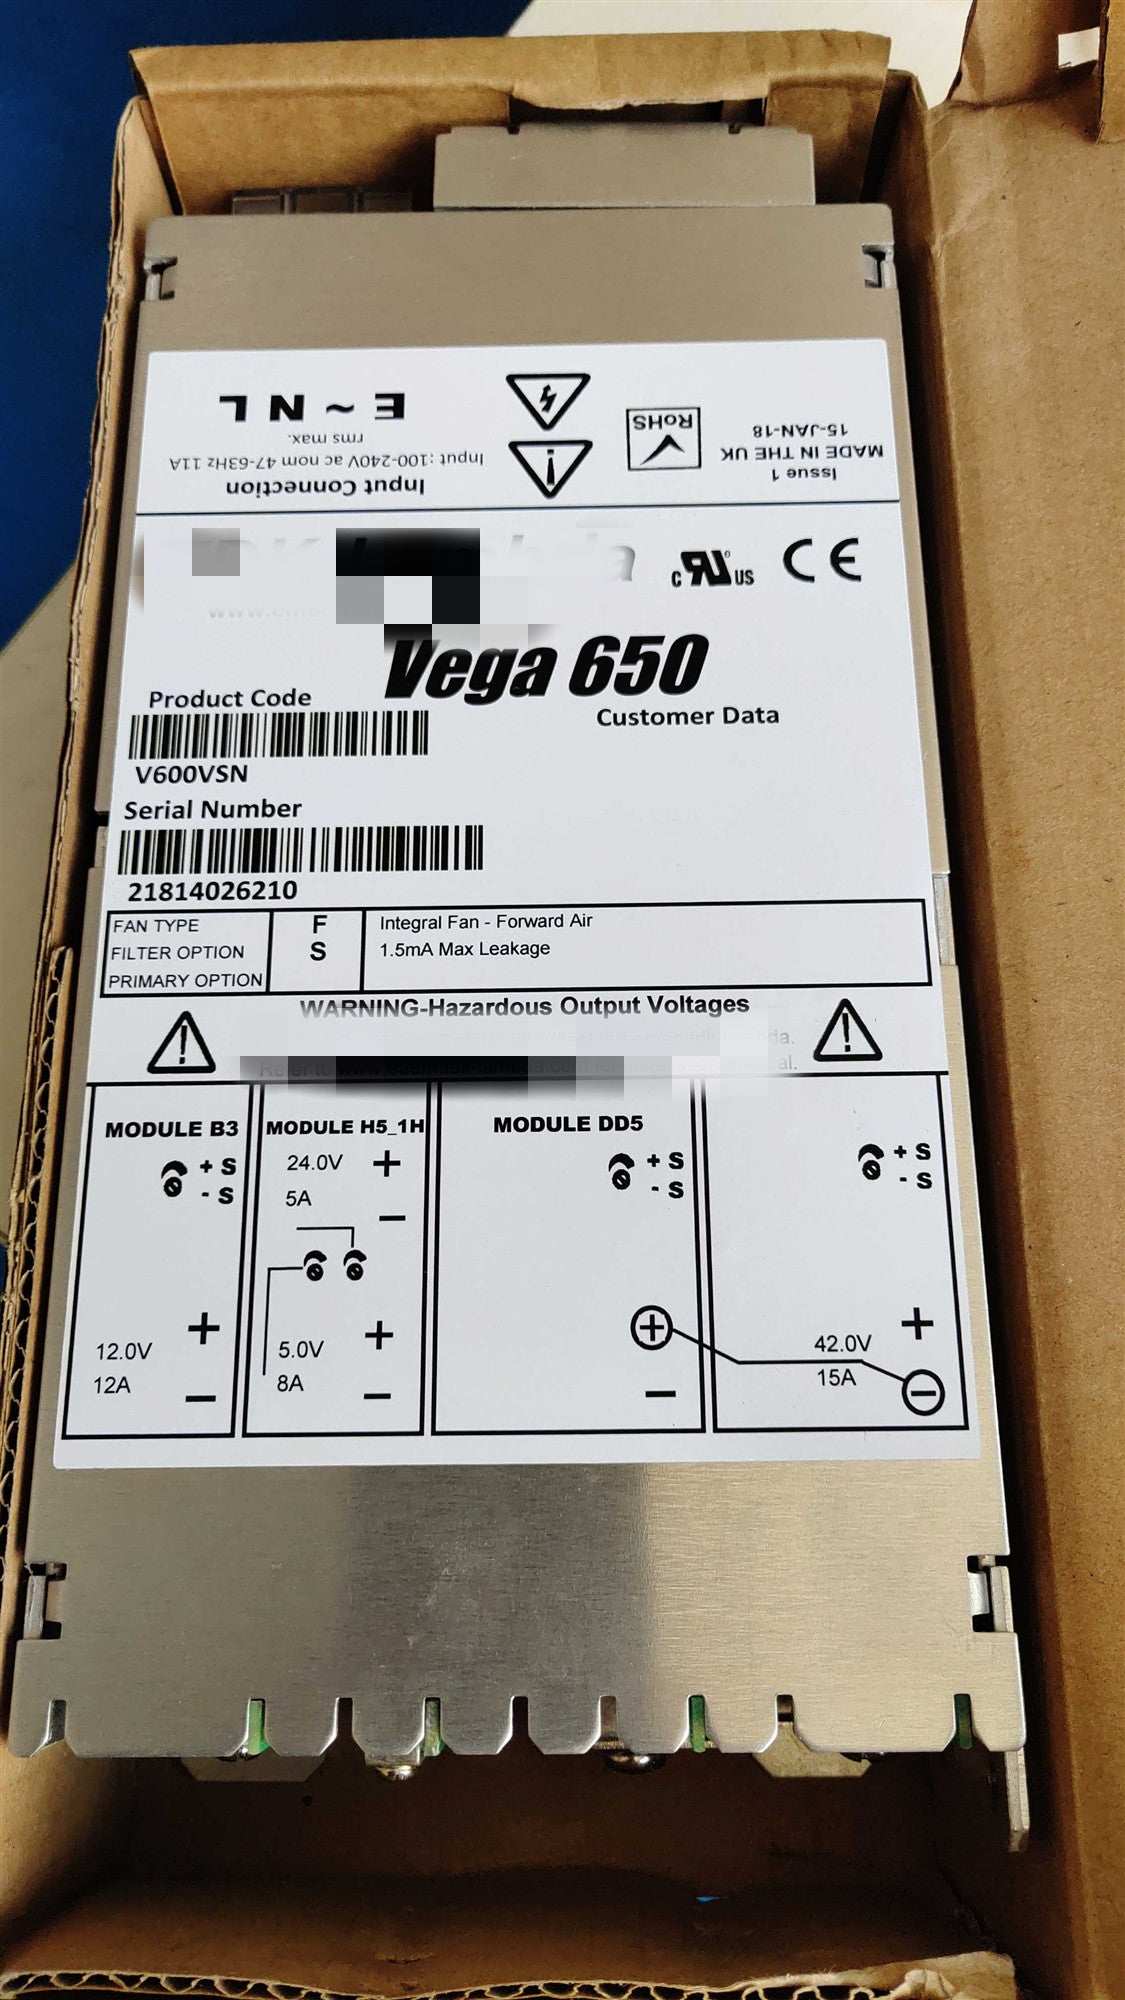 Input Connection
Input :100-240V ac nom 47-63Hz 11A
rms max.
E ~ N L
RoHS
Issue 1
MADE IN THE UK
15-JAN-18
c RU® US CE
Vega 650
Product Code
Customer Data
V600VSN
Serial Number
21814026210
FAN TYPE F Integral Fan - Forward Air
FILTER OPTION S 1.5mA Max Leakage
PRIMARY OPTION
WARNING-Hazardous Output Voltages
MODULE B3
+ S
- S
12.0V +
12A -
MODULE H5_1H
24.0V +
5A -
5.0V +
8A -
MODULE DD5
+ S
- S
+
-
+ S
- S
42.0V +
15A -